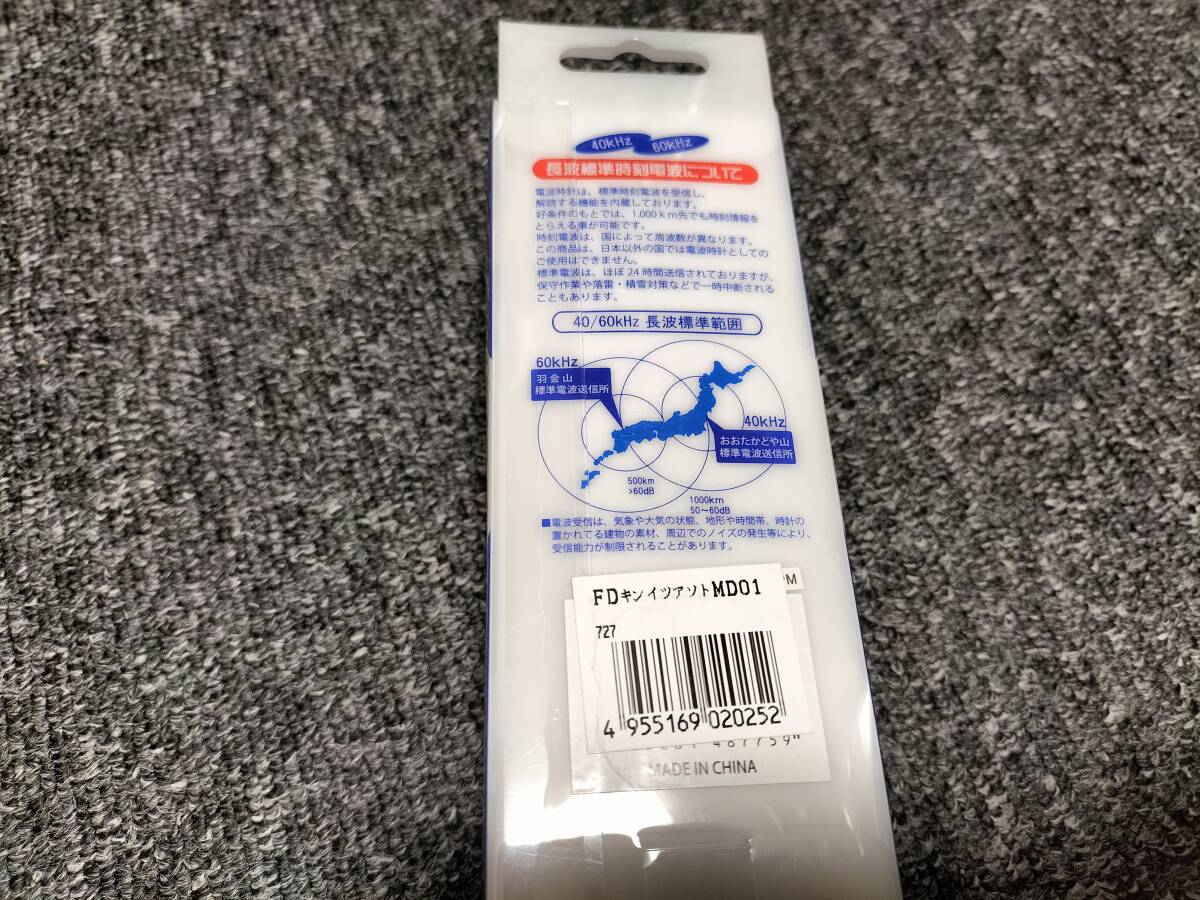 40kHz 60kHz
長波標準時刻電波について
電波時計は、標準時刻電波を受信し、
解読する機能を内蔵しております。
好条件のもとでは、1,000km先でも時刻情報を
とらえる事が可能です。
時刻電波は、国によって周波数が異なります。
この商品は、日本以外の国では電波時計としての
ご使用はできません。
標準電波は、ほぼ24時間送信されておりますが、
保守作業や落雷・積雪対策などで一時中断される
こともあります。
40/60kHz 長波標準範囲
60kHz
羽金山
標準電波送信所
40kHz
おおたかどや山
標準電波送信所
500km
>60dB
1000km
50～60dB
■電波受信は、気象や大気の状態、地形や時間帯、時計の
置かれてる建物の素材、周辺でのノイズの発生等により、
受信能力が制限されることがあります。
PM
FDキンイツアソトMD01
727
4 955169 020252
487759"
MADE IN CHINA